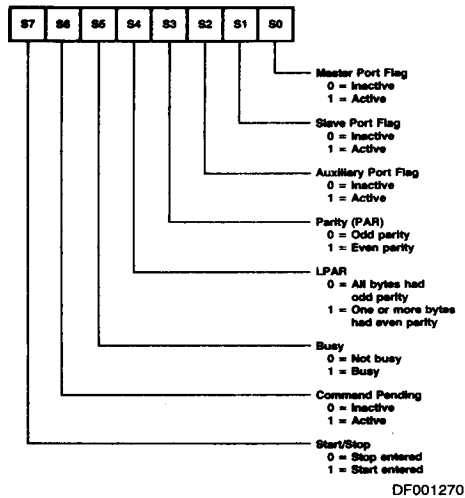 S7 S6 S5 S4 S3 S2 S1 S0
Master Port Flag
0 = Inactive
1 = Active
Slave Port Flag
0 = Inactive
1 = Active
Auxiliary Port Flag
0 = Inactive
1 = Active
Parity (PAR)
0 = Odd parity
1 = Even parity
LPAR
0 = All bytes had
odd parity
1 = One or more bytes
had even parity
Busy
0 = Not busy
1 = Busy
Command Pending
0 = Inactive
1 = Active
Start/Stop
0 = Stop entered
1 = Start entered
DF001270